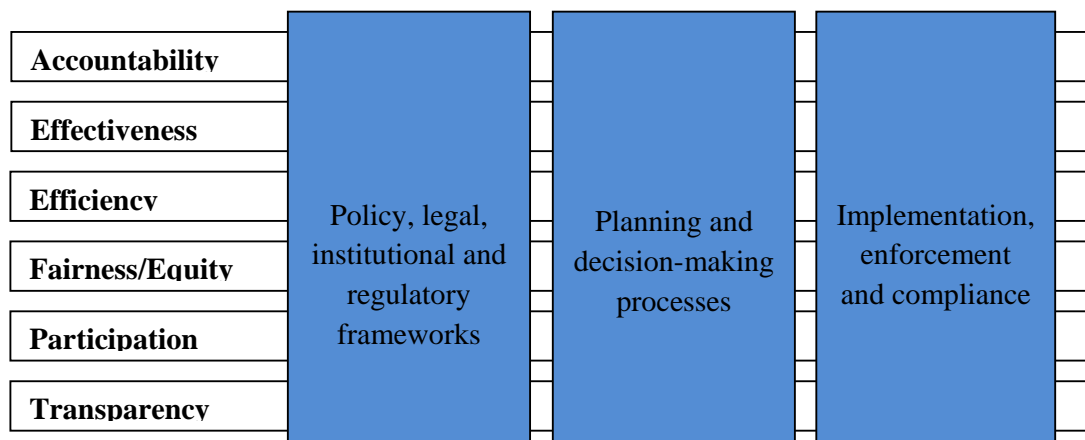 Accountability
Effectiveness
Efficiency
Fairness/Equity
Participation
Transparency
Policy, legal,
institutional and
regulatory
frameworks
Planning and
decision-making
processes
Implementation,
enforcement
and compliance